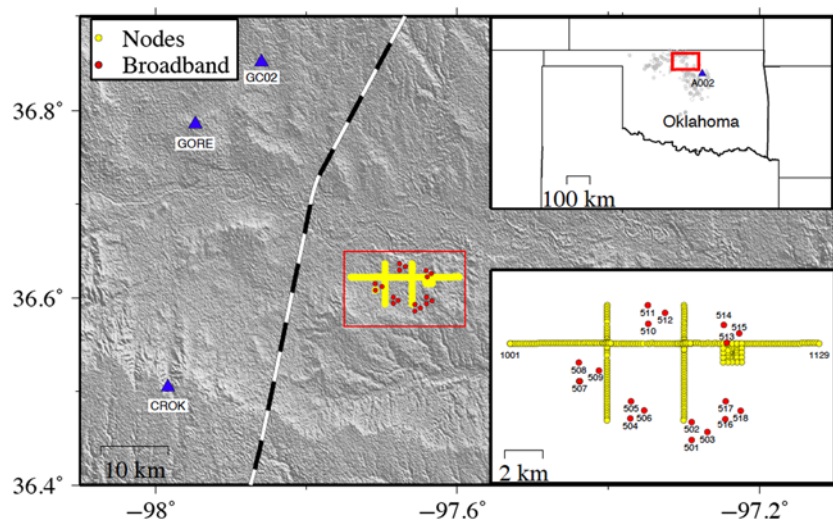 Nodes
Broadband
GC02
GORE
CROK
10 km
36.8°
36.6°
36.4°
−98
−97.6
−97.2
A002
Oklahoma
100 km
511
512
510
514
515
513
1001
1129
508
509
507
505
506
504
517
518
516
502
503
501
2 km